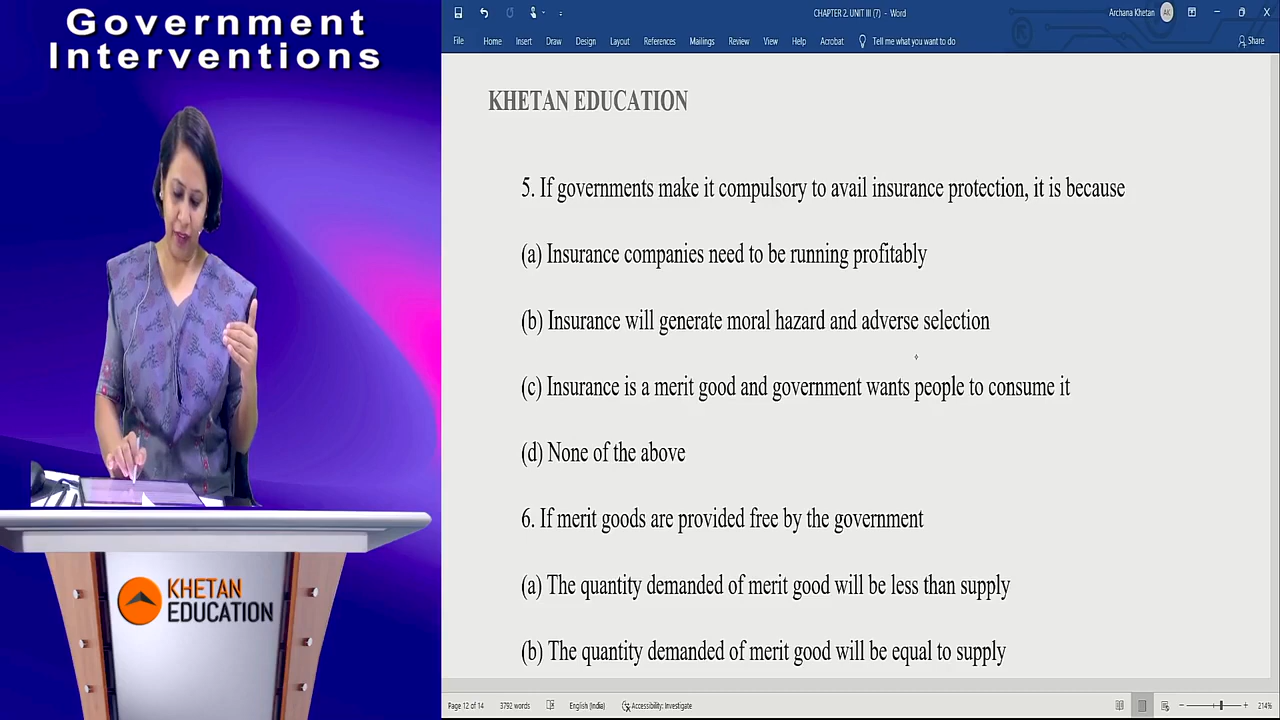 Government
Interventions
CHAPTER 2. UNIT III (7) - Word
Archana Khetan AK
File Home Insert Draw Design Layout References Mailings Review View Help Acrobat Tell me what you want to do Share
KHETAN EDUCATION
5. If governments make it compulsory to avail insurance protection, it is because
(a) Insurance companies need to be running profitably
(b) Insurance will generate moral hazard and adverse selection
(c) Insurance is a merit good and government wants people to consume it
(d) None of the above
6. If merit goods are provided free by the government
(a) The quantity demanded of merit good will be less than supply
(b) The quantity demanded of merit good will be equal to supply
KHETAN
EDUCATION
Page 12 of 14 3792 words English (India) Accessibility: Investigate 214%